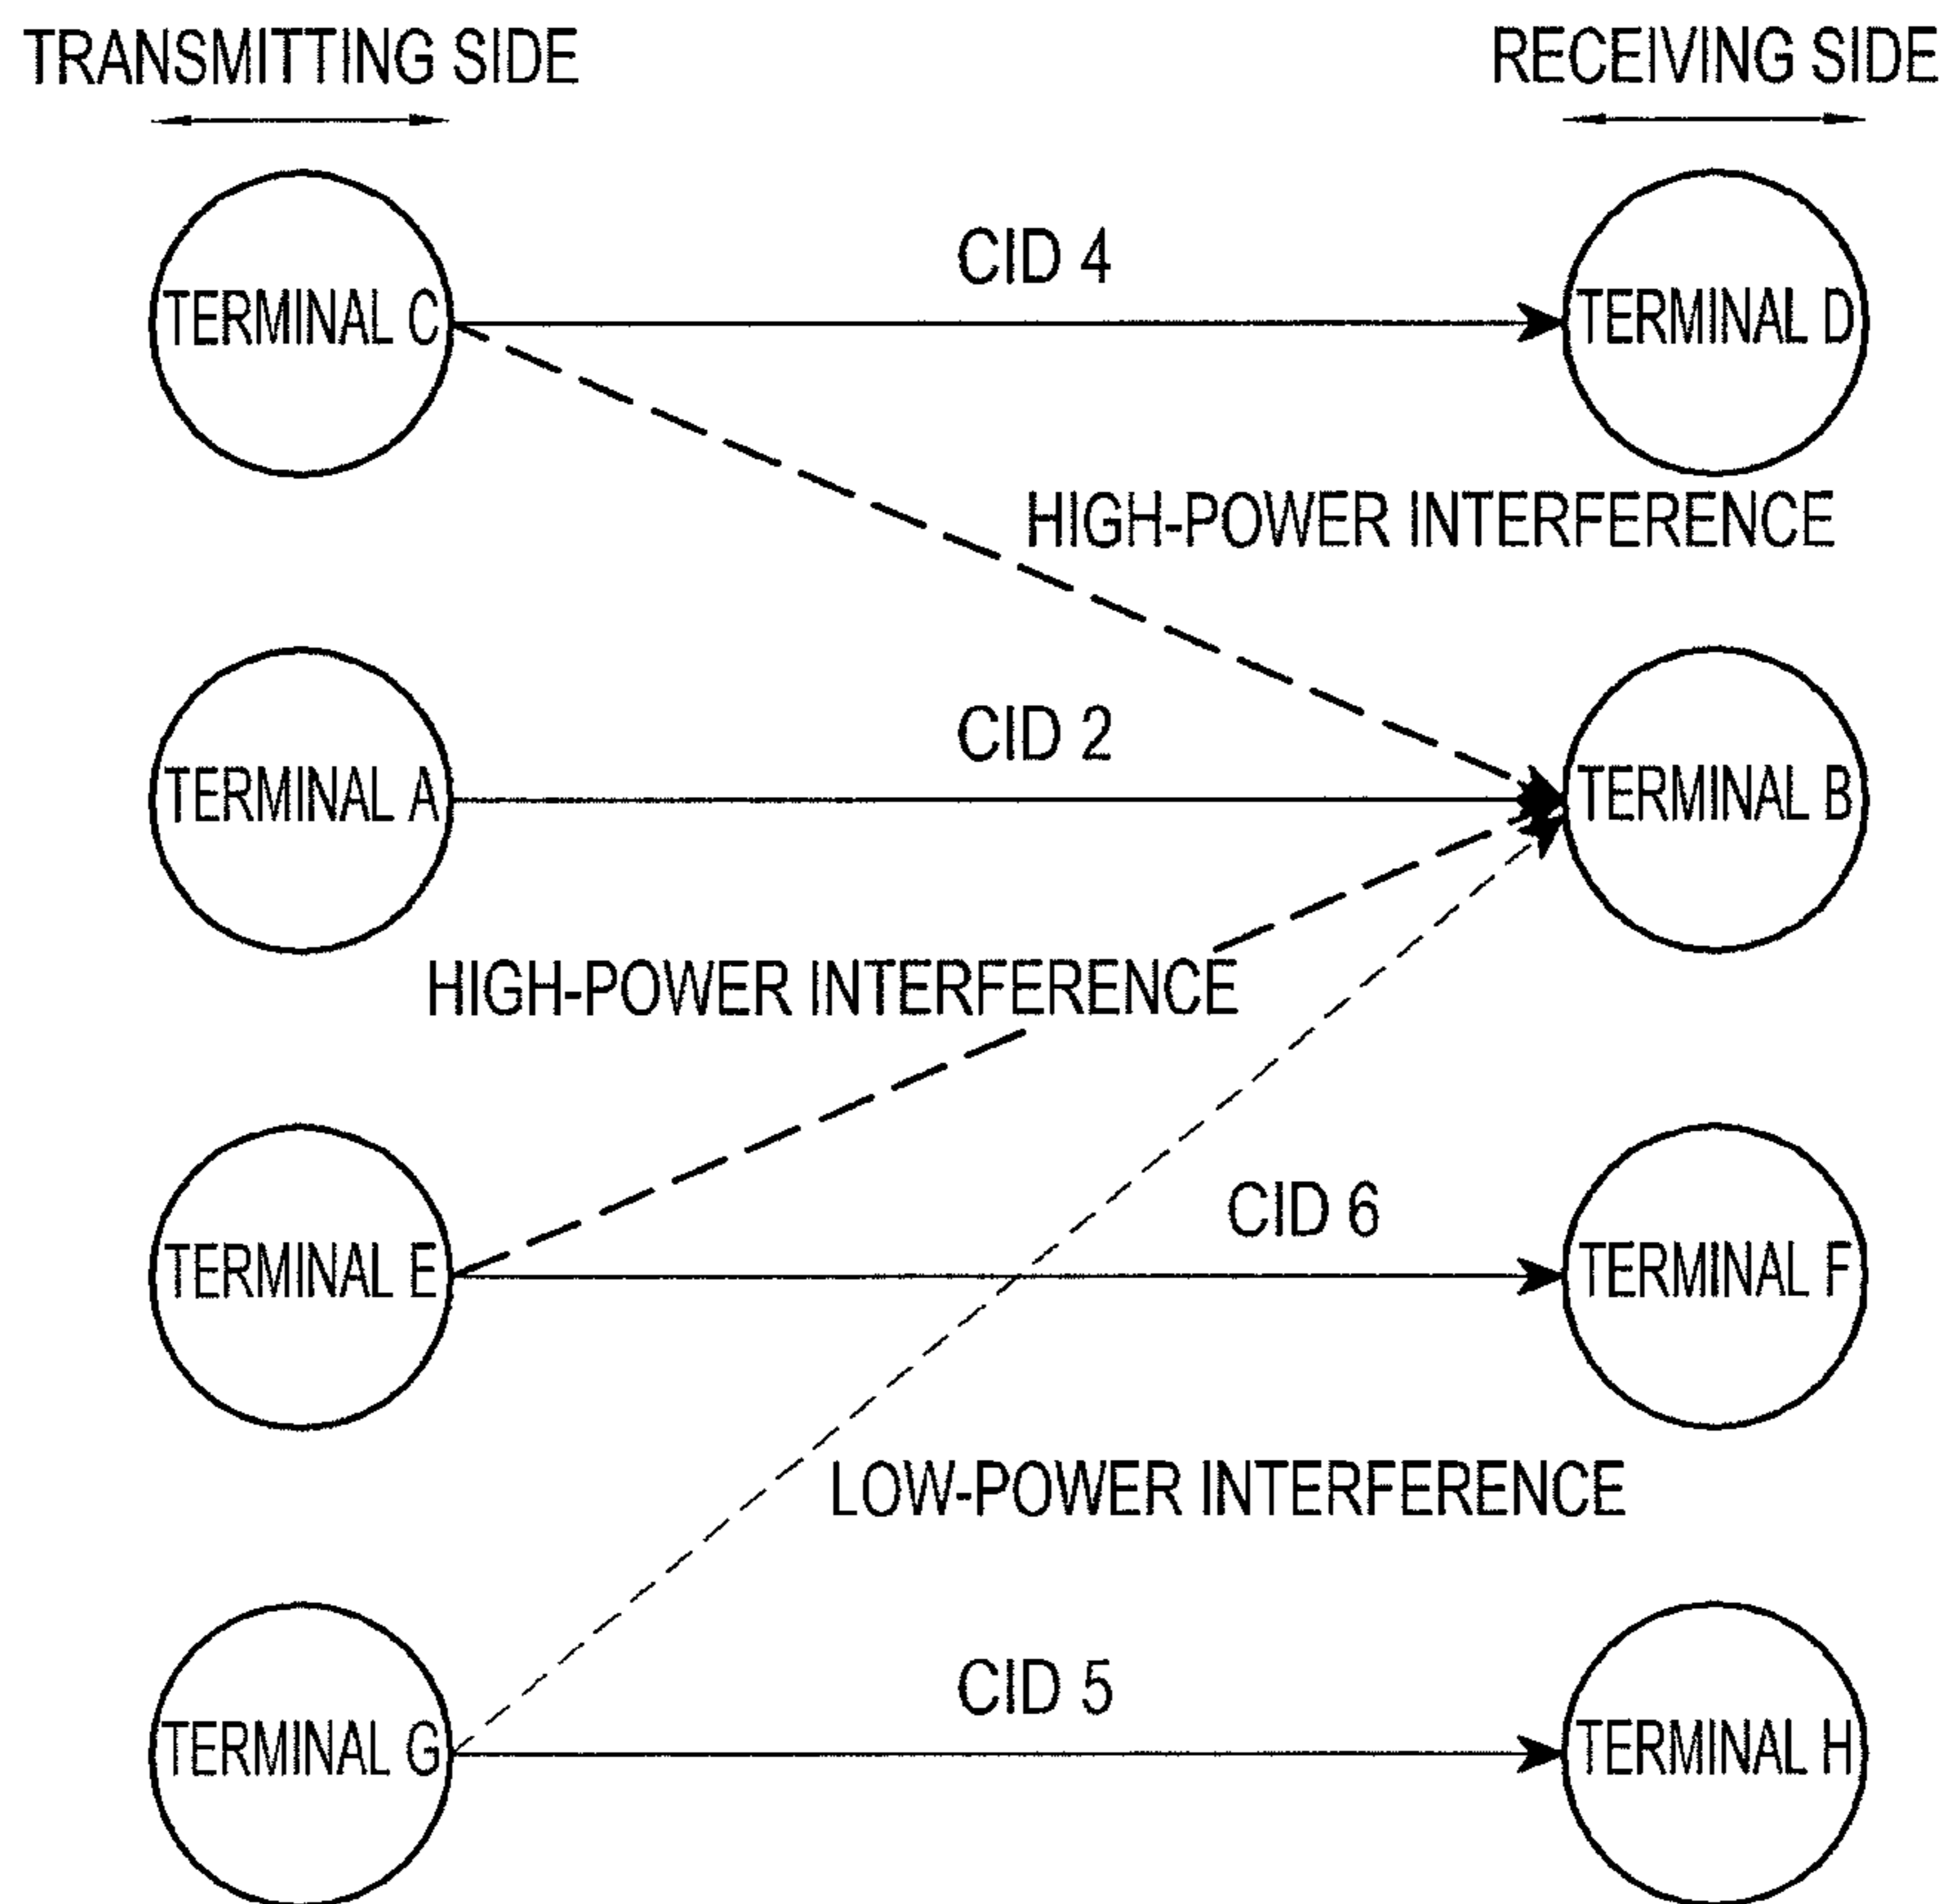 TRANSMITTING SIDE
RECEIVING SIDE
CID 4
TERMINAL C
TERMINAL D
HIGH-POWER INTERFERENCE
CID 2
TERMINAL A
TERMINAL B
HIGH-POWER INTERFERENCE
CID 6
TERMINAL E
TERMINAL F
LOW-POWER INTERFERENCE
CID 5
TERMINAL G
TERMINAL H